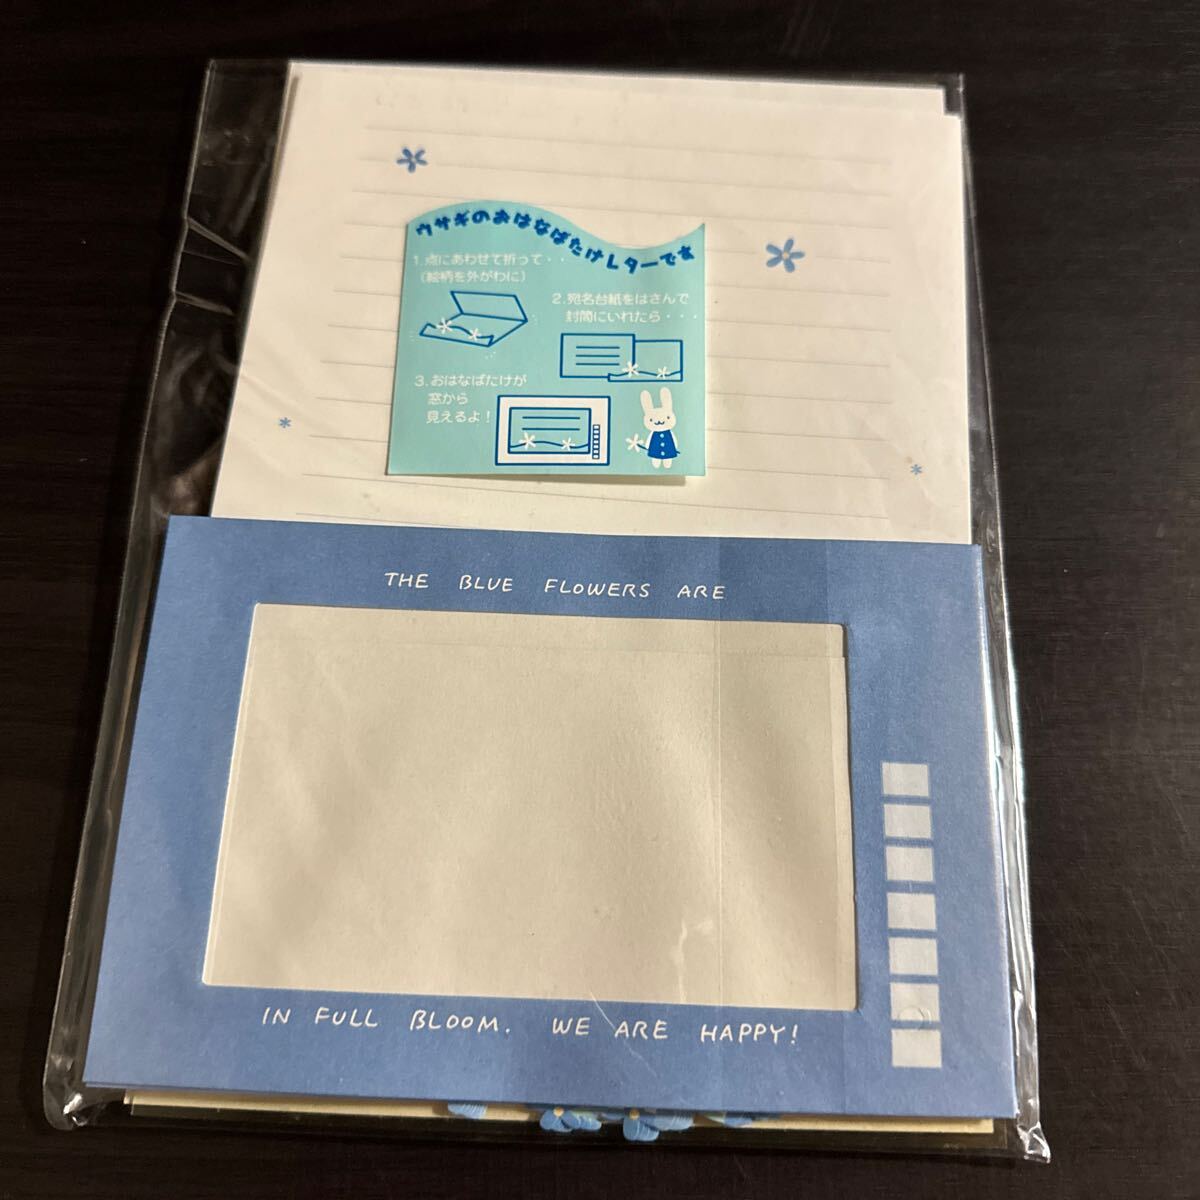 ウサギのおはなばたけレターでさ
1.点にあわせて折って・・
(絵柄を外がわに)
2.宛名台紙をはさんで
封筒にいれたら・・・
3.おはなばたけが
窓から
見えるよ!
THE BLUE FLOWERS ARE
IN FULL BLOOM. WE ARE HAPPY!